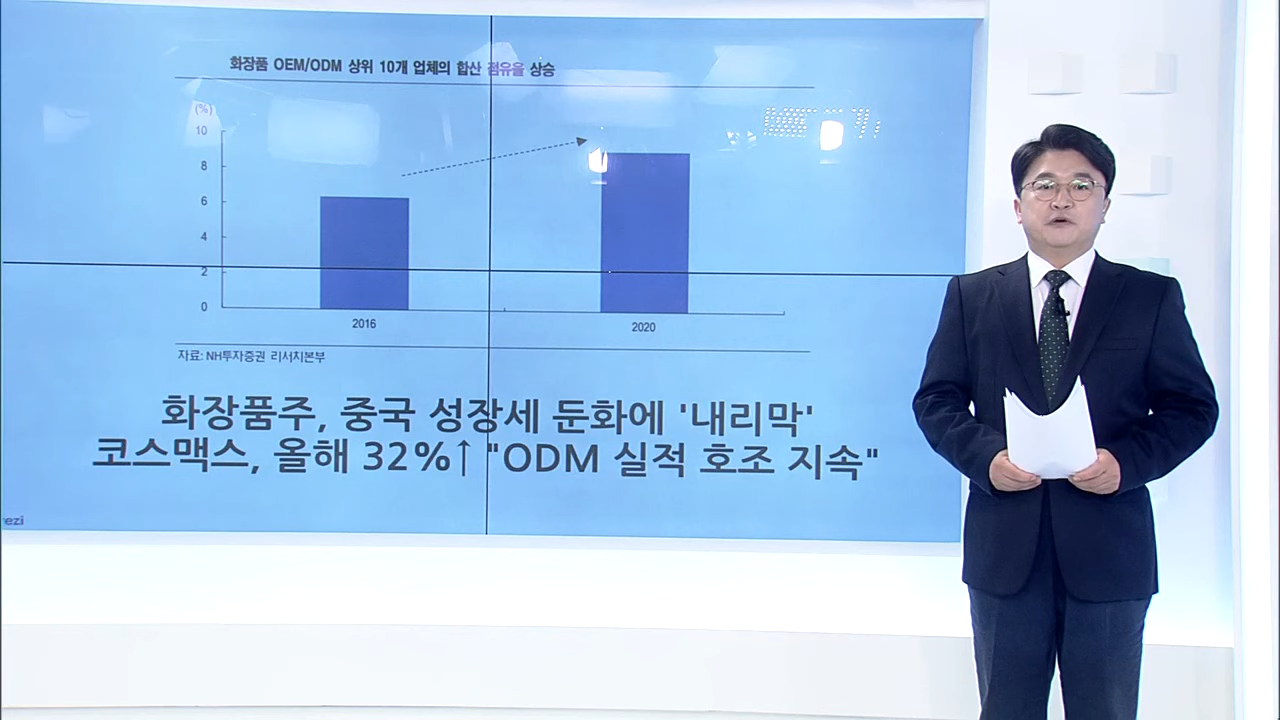 화장품 OEM/ODM 상위 10개 업체의 합산 점유율 상승
(%)
10
8
6
4
2
0
2016
2020
자료: NH투자증권 리서치본부
화장품주, 중국 성장세 둔화에 '내리막'
코스맥스, 올해 32%↑ "ODM 실적 호조 지속"
ezi